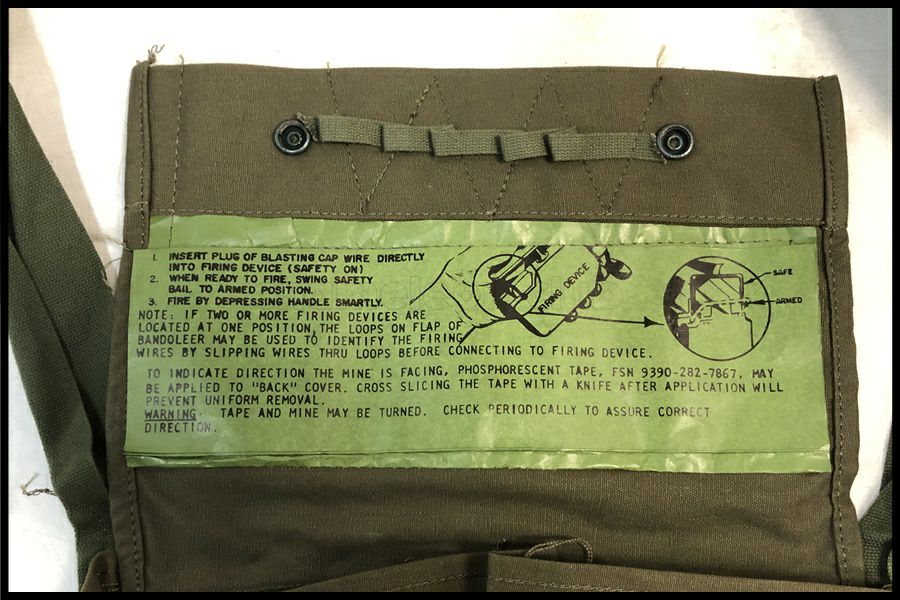 1. INSERT PLUG OF BLASTING CAP WIRE DIRECTLY
INTO FIRING DEVICE (SAFETY ON)
2. WHEN READY TO FIRE, SWING SAFETY
BAIL TO ARMED POSITION.
3. FIRE BY DEPRESSING HANDLE SMARTLY.
NOTE: IF TWO OR MORE FIRING DEVICES ARE
LOCATED AT ONE POSITION, THE LOOPS ON FLAP OF
BANDOLEER MAY BE USED TO IDENTIFY THE FIRING
WIRES BY SLIPPING WIRES THRU LOOPS BEFORE CONNECTING TO FIRING DEVICE.
FIRING DEVICE
SAFE
ARMED
TO INDICATE DIRECTION THE MINE IS FACING, PHOSPHORESCENT TAPE, FSN 9390-282-7867, MAY
BE APPLIED TO "BACK" COVER. CROSS SLICING THE TAPE WITH A KNIFE AFTER APPLICATION WILL
PREVENT UNIFORM REMOVAL.
WARNING: TAPE AND MINE MAY BE TURNED. CHECK PERIODICALLY TO ASSURE CORRECT
DIRECTION.